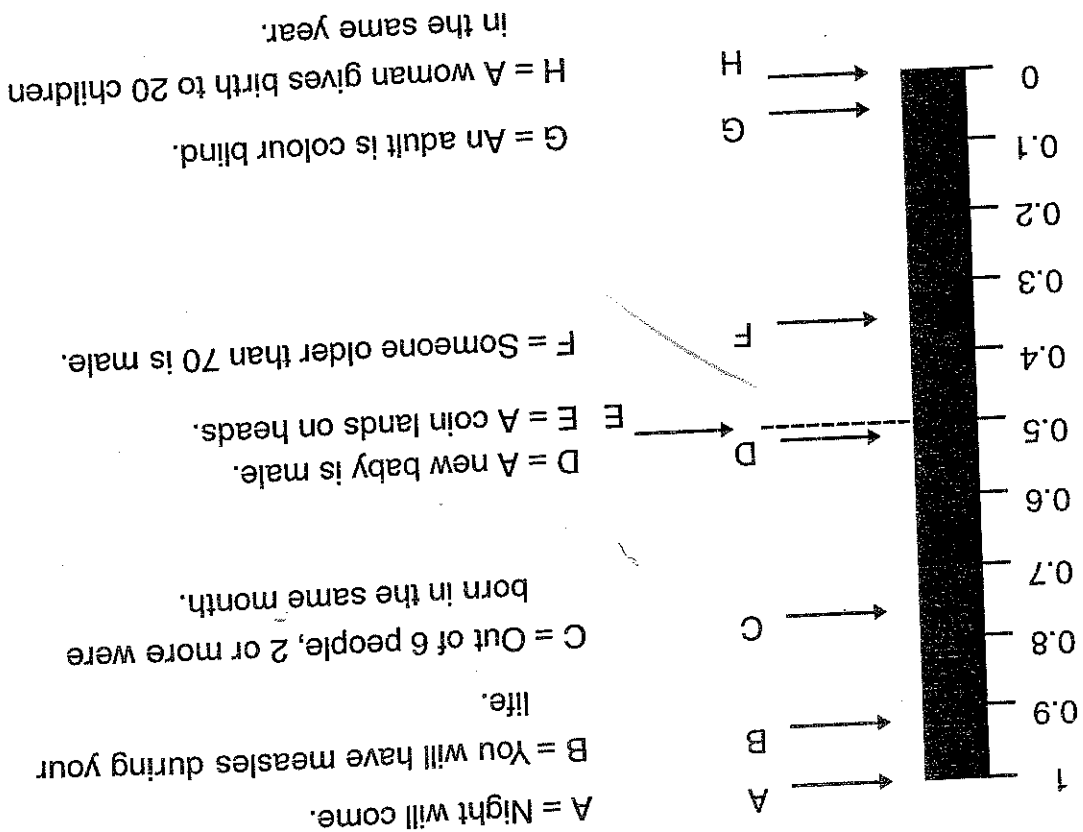 1
0.9
0.8
0.7
0.6
0.5
0.4
0.3
0.2
0.1
0
A
B
C
D
E
F
G
H
A = Night will come.
B = You will have measles during your
life.
C = Out of 6 people, 2 or more were
born in the same month.
D = A new baby is male.
E = A coin lands on heads.
F = Someone older than 70 is male.
G = An adult is colour blind.
H = A woman gives birth to 20 children
in the same year.